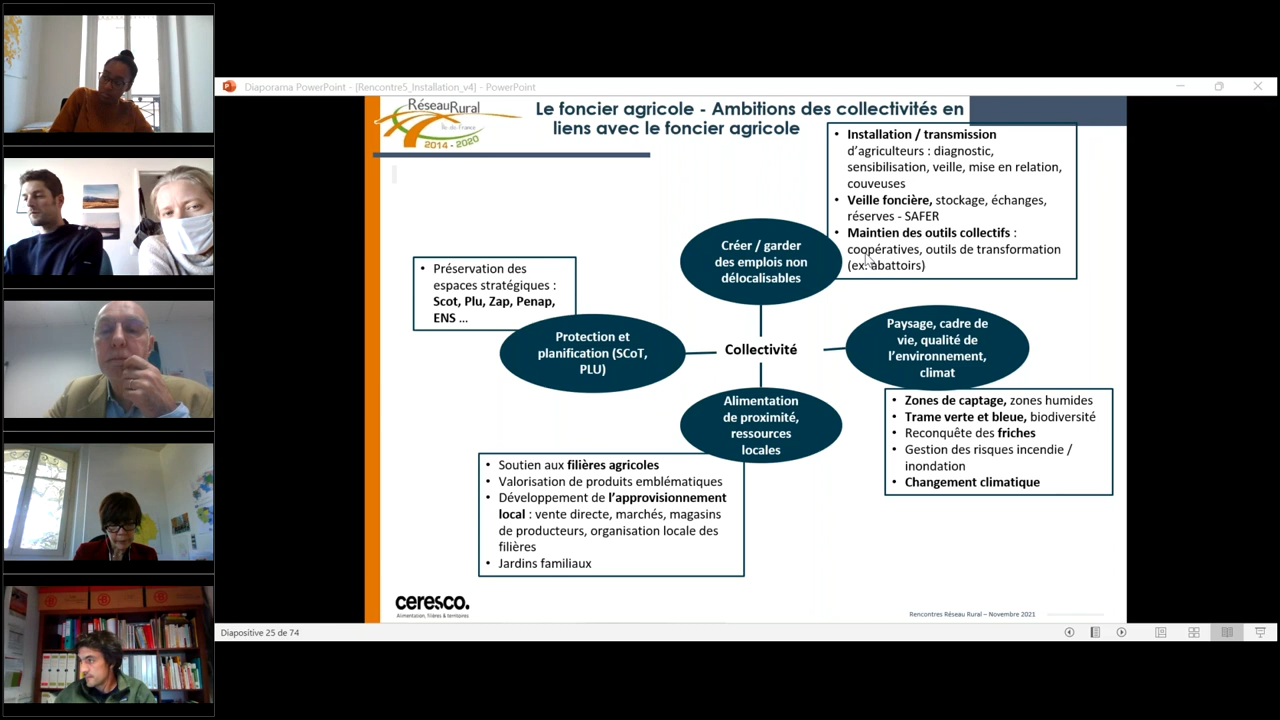 Diaporama PowerPoint - [Rencontre5_Installation_v4] - PowerPoint
RéseauRural
Île de France
2014 - 2020
Le foncier agricole - Ambitions des collectivités en
liens avec le foncier agricole
• Installation / transmission
d’agriculteurs : diagnostic,
sensibilisation, veille, mise en relation,
couveuses
• Veille foncière, stockage, échanges,
réserves - SAFER
• Maintien des outils collectifs :
coopératives, outils de transformation
(ex: abattoirs)
Créer / garder
des emplois non
délocalisables
• Préservation des
espaces stratégiques :
Scot, Plu, Zap, Penap,
ENS ...
Protection et
planification (SCoT,
PLU)
Collectivité
Paysage, cadre de
vie, qualité de
l’environnement,
climat
• Zones de captage, zones humides
• Trame verte et bleue, biodiversité
• Reconquête des friches
• Gestion des risques incendie /
inondation
• Changement climatique
Alimentation
de proximité,
ressources
locales
• Soutien aux filières agricoles
• Valorisation de produits emblématiques
• Développement de l’approvisionnement
local : vente directe, marchés, magasins
de producteurs, organisation locale des
filières
• Jardins familiaux
ceresco.
Alimentation, filières & territoires
Rencontres Réseau Rural – Novembre 2021
Diapositive 25 de 74